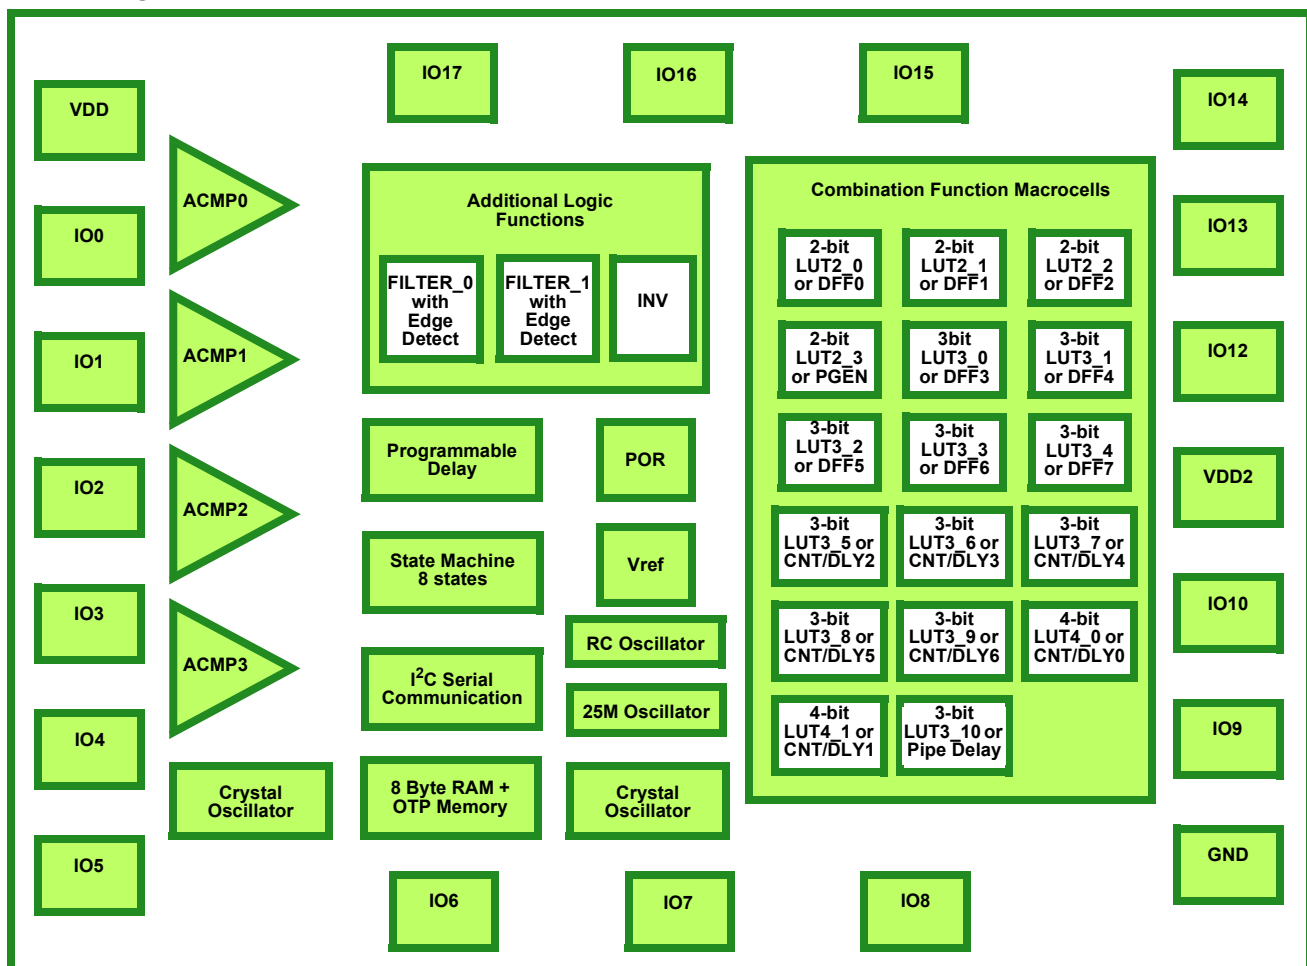 IO17
IO16
IO15
IO14
VDD
ACMP0
IO0
Additional Logic
Functions
FILTER_0
with
Edge
Detect
FILTER_1
with
Edge
Detect
INV
Combination Function Macrocells
2-bit
LUT2_0
or DFF0
2-bit
LUT2_1
or DFF1
2-bit
LUT2_2
or DFF2
2-bit
LUT2_3
or PGEN
3bit
LUT3_0
or DFF3
3-bit
LUT3_1
or DFF4
3-bit
LUT3_2
or DFF5
3-bit
LUT3_3
or DFF6
3-bit
LUT3_4
or DFF7
3-bit
LUT3_5 or
CNT/DLY2
3-bit
LUT3_6 or
CNT/DLY3
3-bit
LUT3_7 or
CNT/DLY4
3-bit
LUT3_8 or
CNT/DLY5
3-bit
LUT3_9 or
CNT/DLY6
4-bit
LUT4_0 or
CNT/DLY0
4-bit
LUT4_1 or
CNT/DLY1
3-bit
LUT3_10 or
Pipe Delay
IO13
IO1
ACMP1
IO12
Programmable
Delay
POR
IO2
ACMP2
VDD2
State Machine
8 states
Vref
IO3
ACMP3
RC Oscillator
IO10
I²C Serial
Communication
25M Oscillator
IO4
IO9
Crystal
Oscillator
8 Byte RAM +
OTP Memory
Crystal
Oscillator
IO5
GND
IO6
IO7
IO8